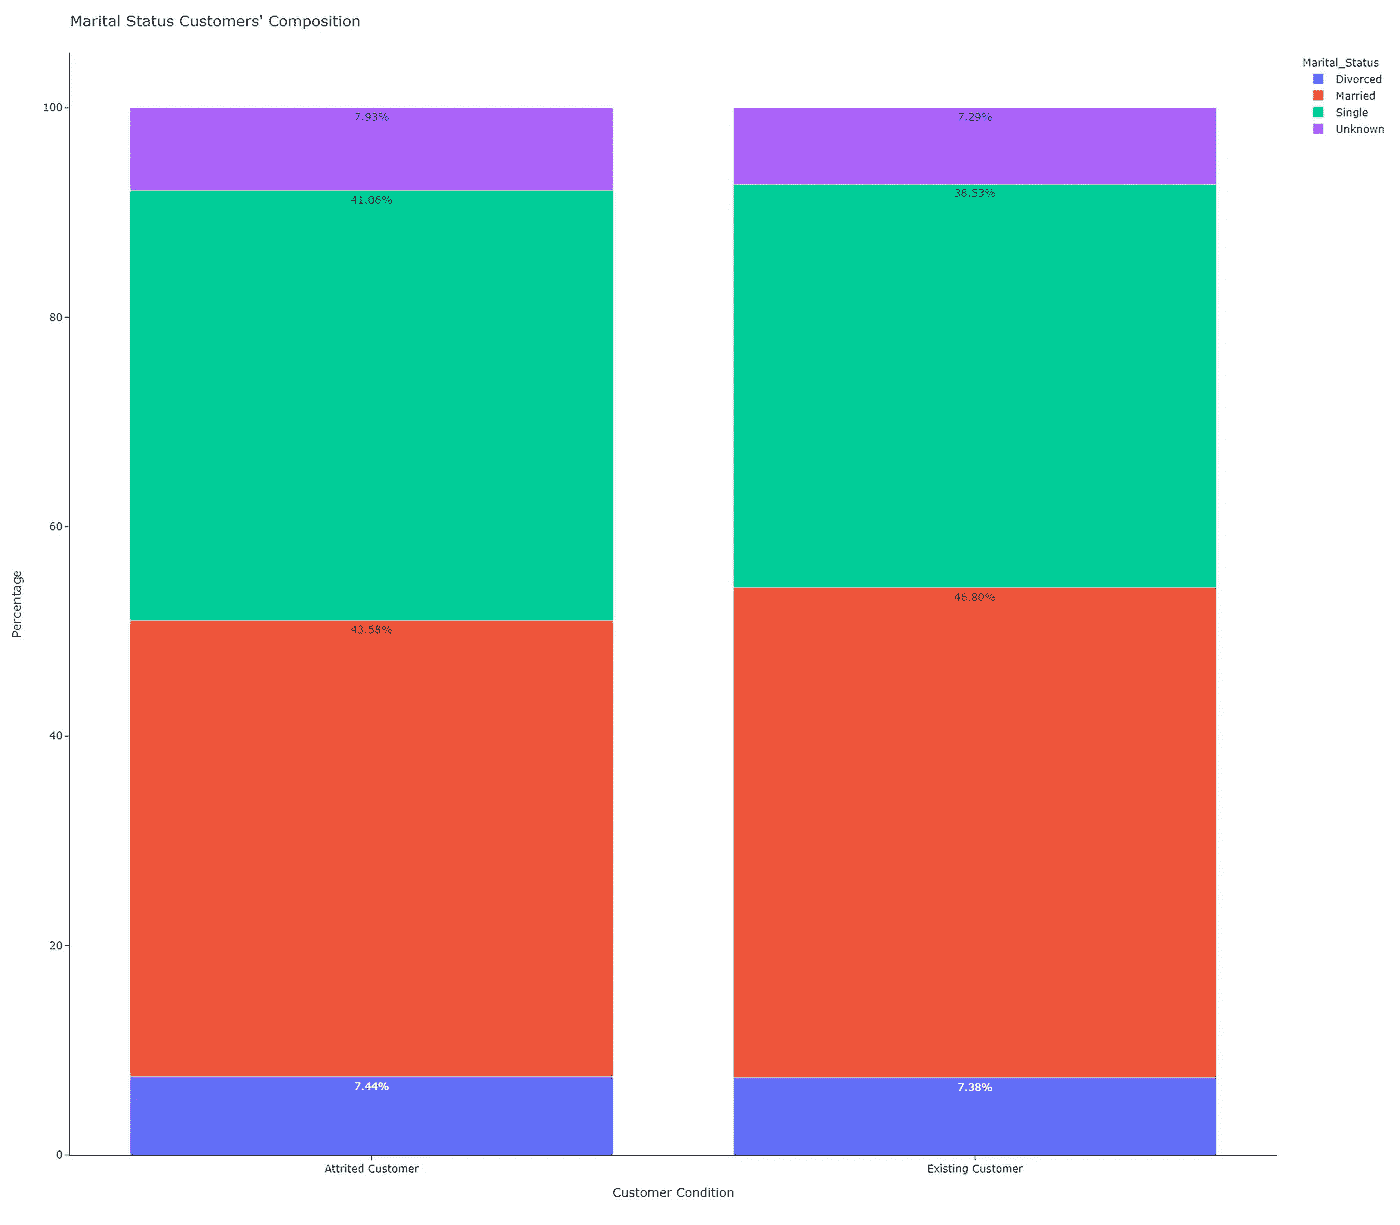 Marital Status Customers' Composition
Marital_Status
Divorced
Married
Single
Unknown
Percentage
100
80
60
40
20
0
7.93%
41.06%
43.58%
7.44%
7.29%
38.53%
46.80%
7.38%
Attrited Customer
Existing Customer
Customer Condition